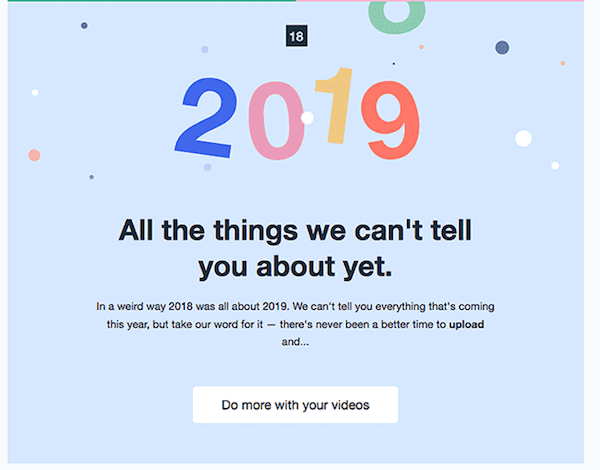 18
2019
All the things we can't tell
you about yet.
In a weird way 2018 was all about 2019. We can't tell you everything that's coming
this year, but take our word for it — there's never been a better time to upload
and...
Do more with your videos